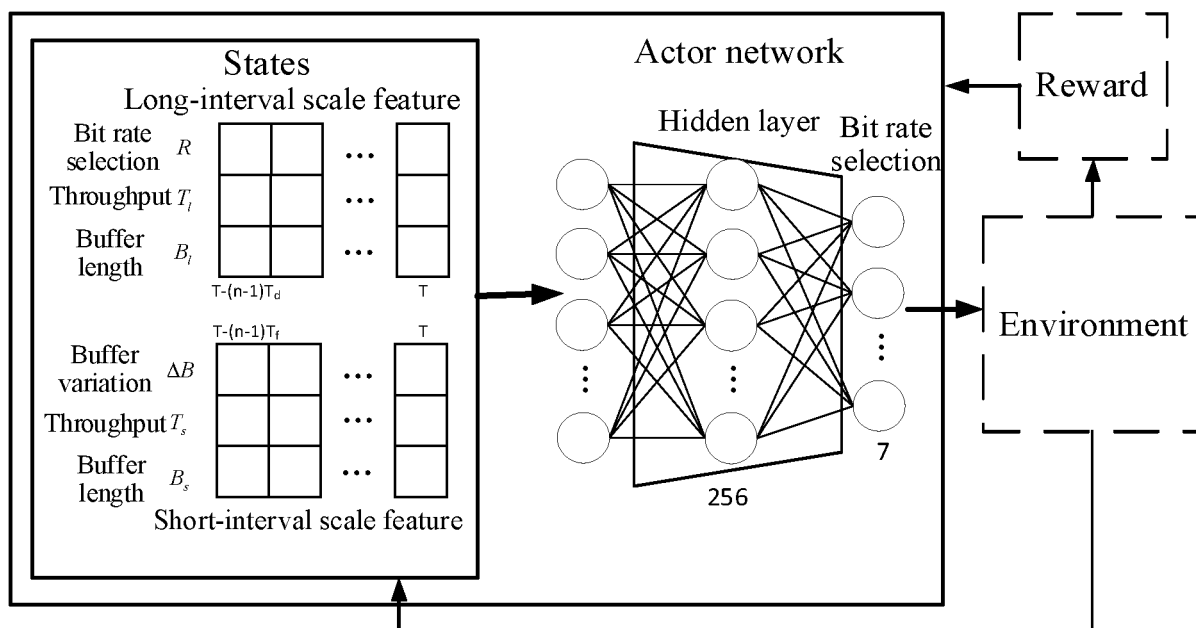 States
Long-interval scale feature
Bit rate
selection R
...
Throughput T_l
...
Buffer
length B_l
...
T-(n-1)T_d T
T-(n-1)T_f T
Buffer
variation ΔB
...
Throughput T_s
...
Buffer
length B_s
...
Short-interval scale feature
Actor network
Hidden layer
Bit rate
selection
256
7
Reward
Environment